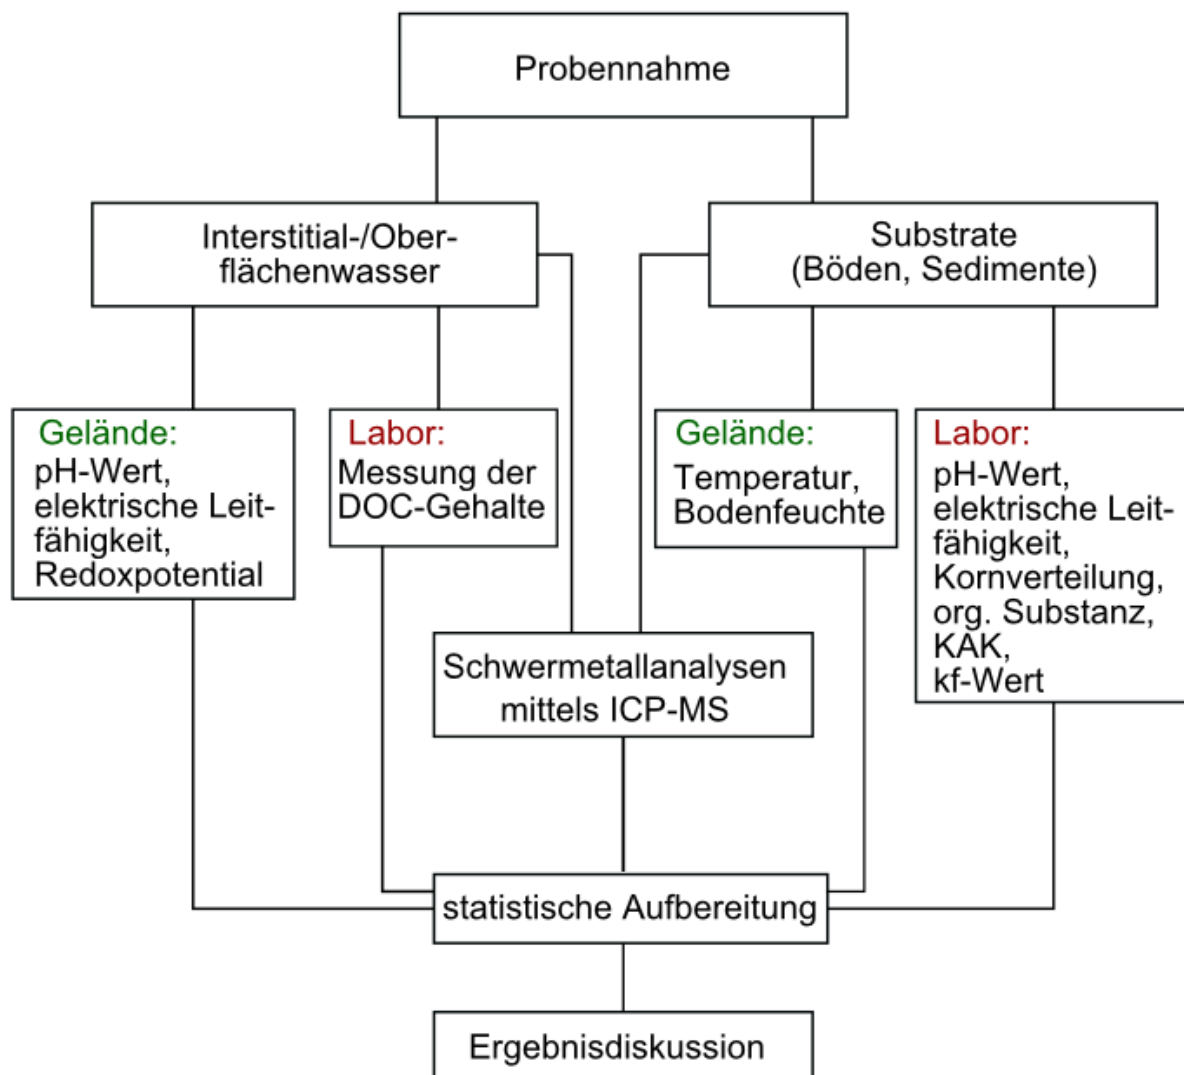 Probennahme
Interstitial-/Ober-
flächenwasser
Substrate
(Böden, Sedimente)
Gelände:
pH-Wert,
elektrische Leit-
fähigkeit,
Redoxpotential
Labor:
Messung der
DOC-Gehalte
Gelände:
Temperatur,
Bodenfeuchte
Labor:
pH-Wert,
elektrische Leit-
fähigkeit,
Kornverteilung,
org. Substanz,
KAK,
kf-Wert
Schwermetallanalysen
mittels ICP-MS
statistische Aufbereitung
Ergebnisdiskussion